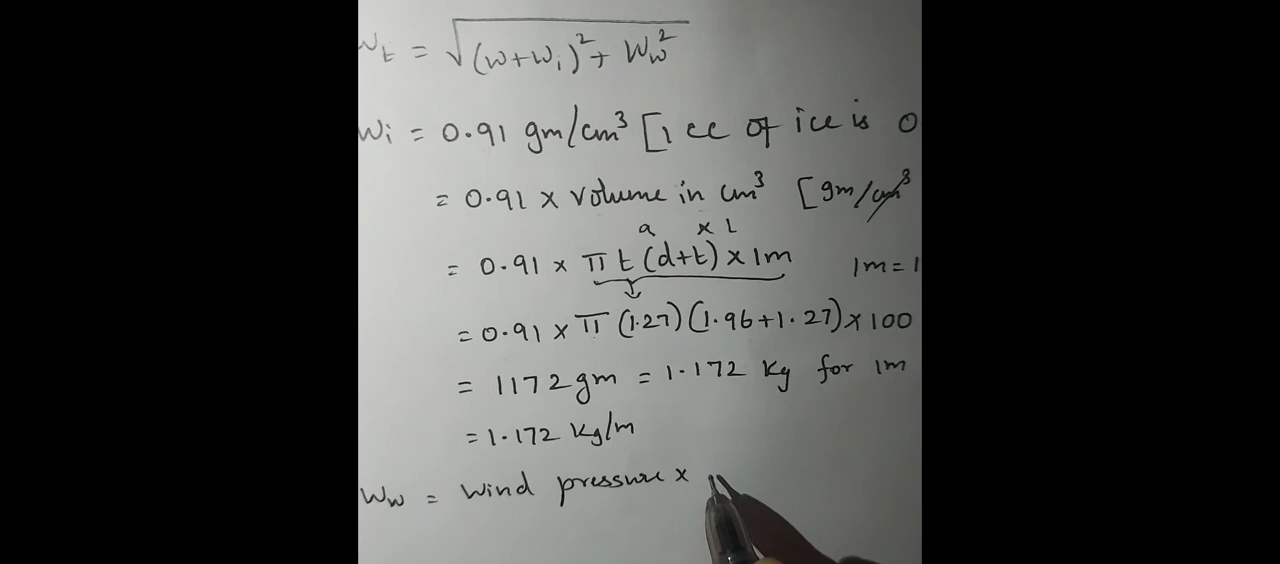 Wt = √(w+wi)² + Ww²
Wi = 0.91 gm/cm³ [1 cc of ice is 0
= 0.91 × volume in cm³ [gm/cm³
a × L
= 0.91 × π t (d+t) × 1m 1m = 1
= 0.91 × π (1.27) (1.96+1.27) × 100
= 1172 gm = 1.172 Kg for 1m
= 1.172 Kg/m
Ww = Wind pressure ×